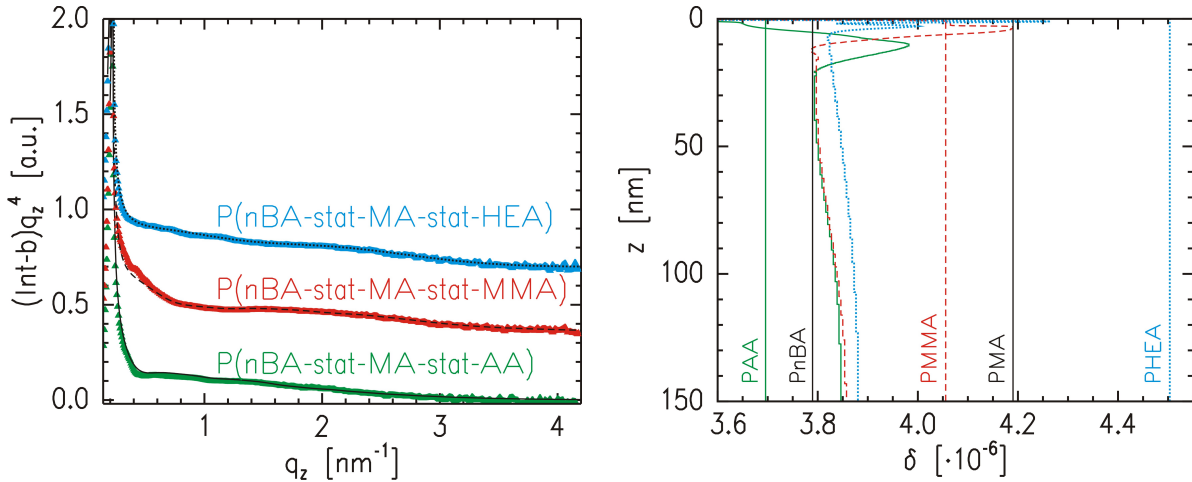 2.0
1.5
1.0
0.5
0.0
(Int-b)q_z^4 [a.u.]
P(nBA-stat-MA-stat-HEA)
P(nBA-stat-MA-stat-MMA)
P(nBA-stat-MA-stat-AA)
1 2 3 4
q_z [nm^-1]
0
50
100
150
z [nm]
PAA
PnBA
PMMA
PMA
PHEA
3.6 3.8 4.0 4.2 4.4
δ [·10^-6]